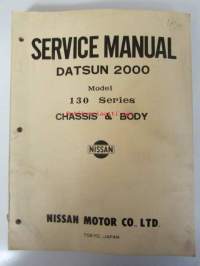 SERVICE MANUAL
DATSUN 2000
Model
130 Series
CHASSIS & BODY
NISSAN
NISSAN MOTOR CO., LTD.
TOKYO, JAPAN